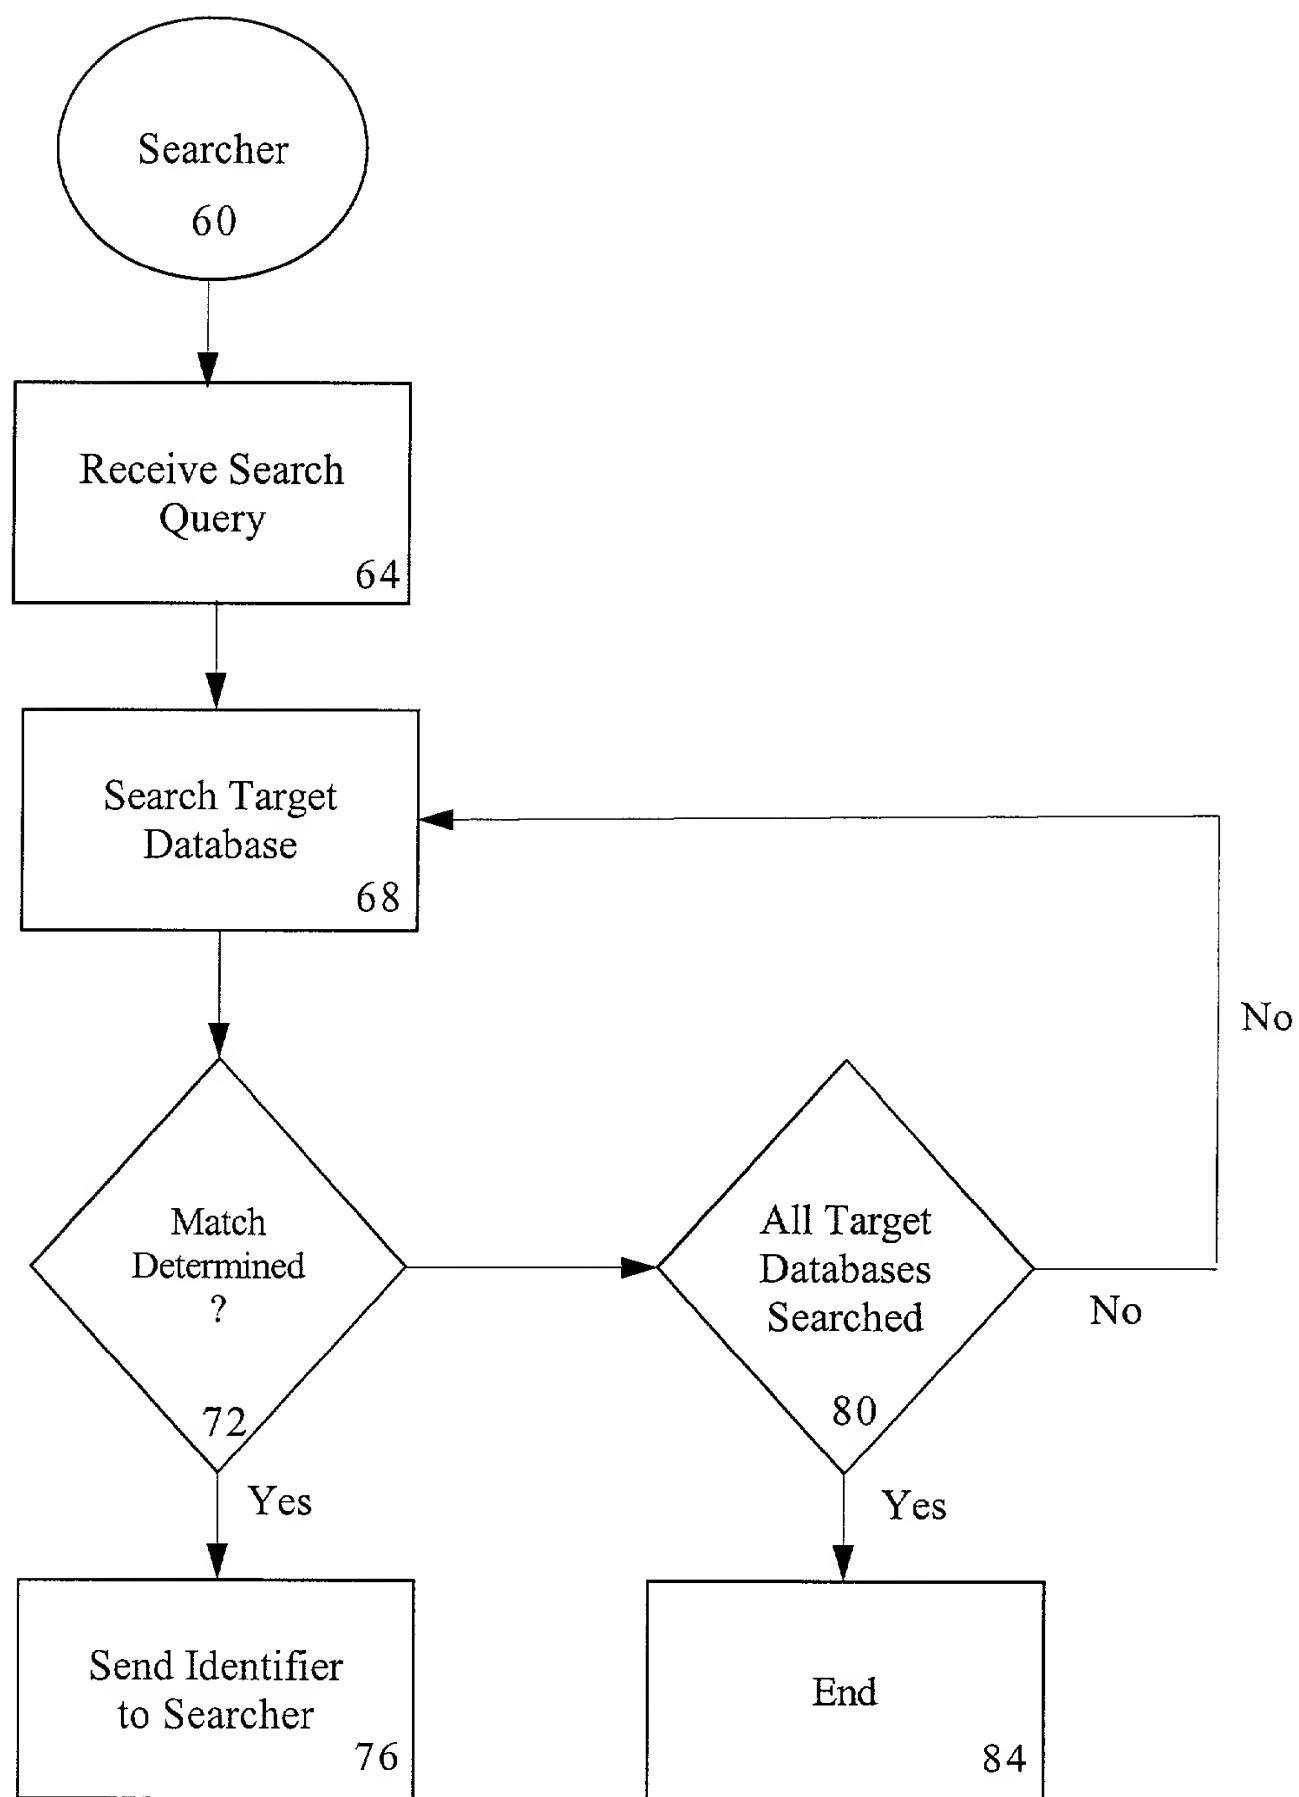 Searcher
60
Receive Search
Query
64
Search Target
Database
68
No
Match
Determined
?
72
All Target
Databases
Searched
80
No
Yes
Yes
Send Identifier
to Searcher
76
End
84